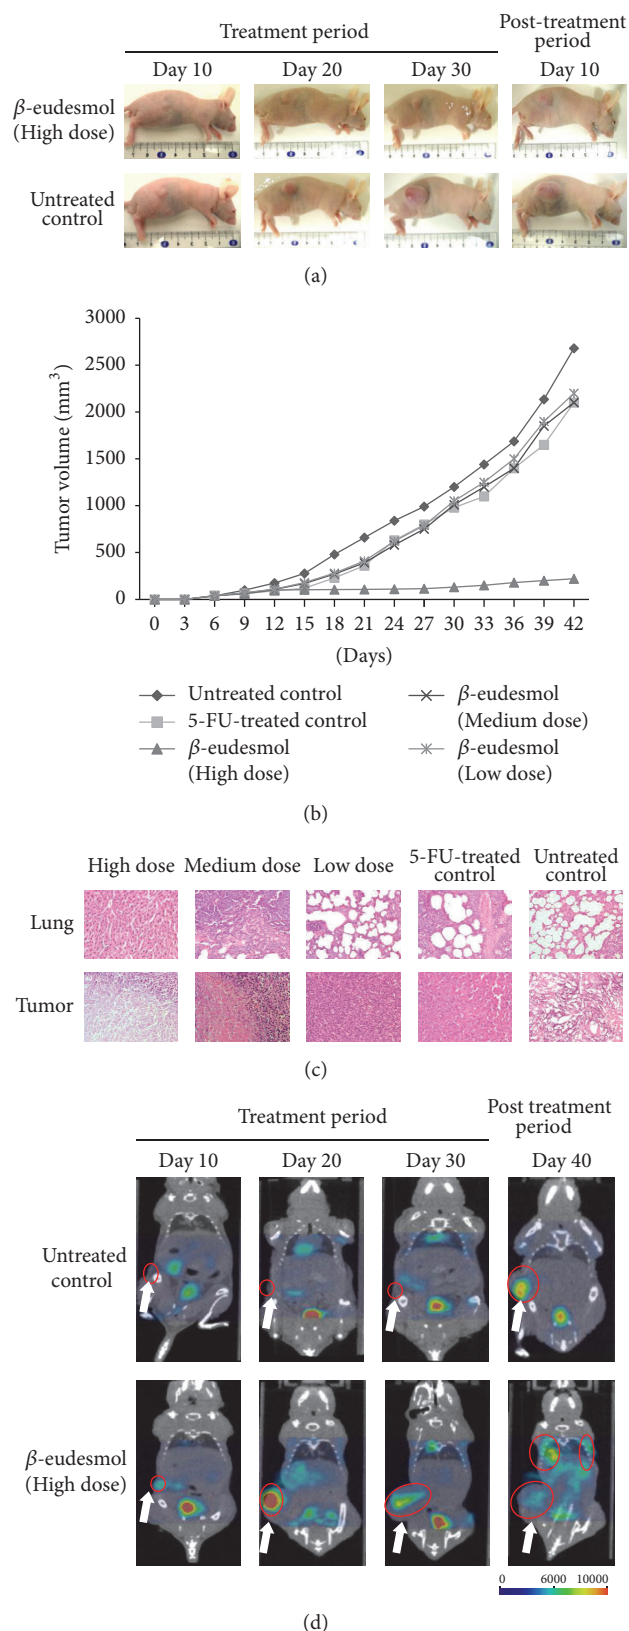 Treatment period
Post-treatment
period
Day 10
Day 20
Day 30
Day 10
β-eudesmol
(High dose)
Untreated
control
(a)
3000
2500
2000
1500
1000
500
0
Tumor volume (mm³)
0 3 6 9 12 15 18 21 24 27 30 33 36 39 42
(Days)
Untreated control
5-FU-treated control
β-eudesmol
(High dose)
β-eudesmol
(Medium dose)
β-eudesmol
(Low dose)
(b)
High dose
Medium dose
Low dose
5-FU-treated
control
Untreated
control
Lung
Tumor
(c)
Treatment period
Post treatment
period
Day 10
Day 20
Day 30
Day 40
Untreated
control
β-eudesmol
(High dose)
0 6000 10000
(d)